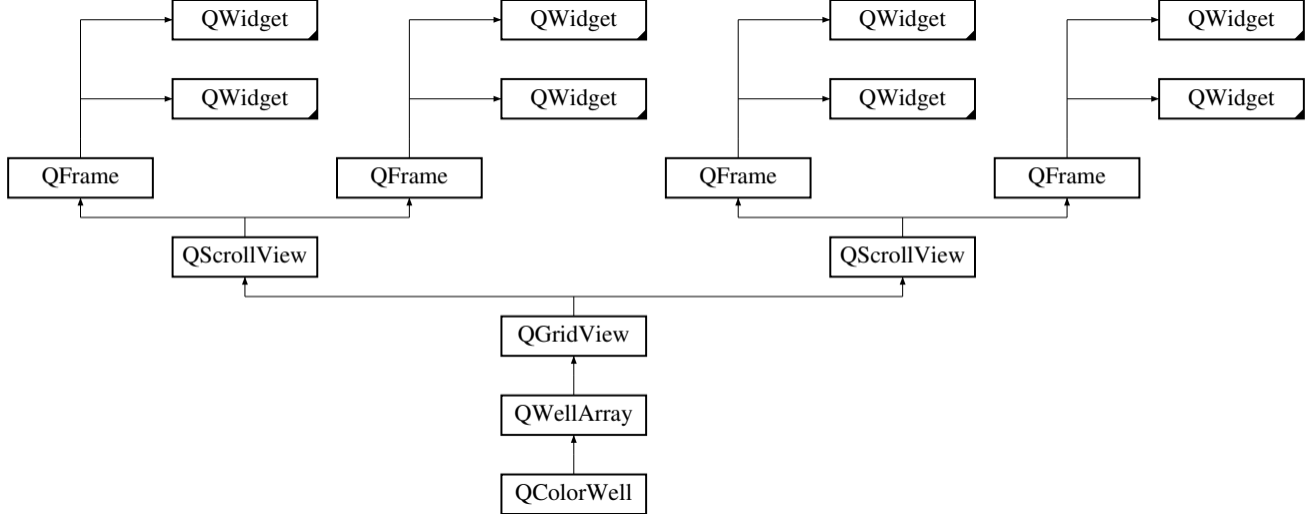 QWidget QWidget QWidget QWidget
QWidget QWidget QWidget QWidget
QFrame QFrame QFrame QFrame
QScrollView QScrollView
QGridView
QWellArray
QColorWell